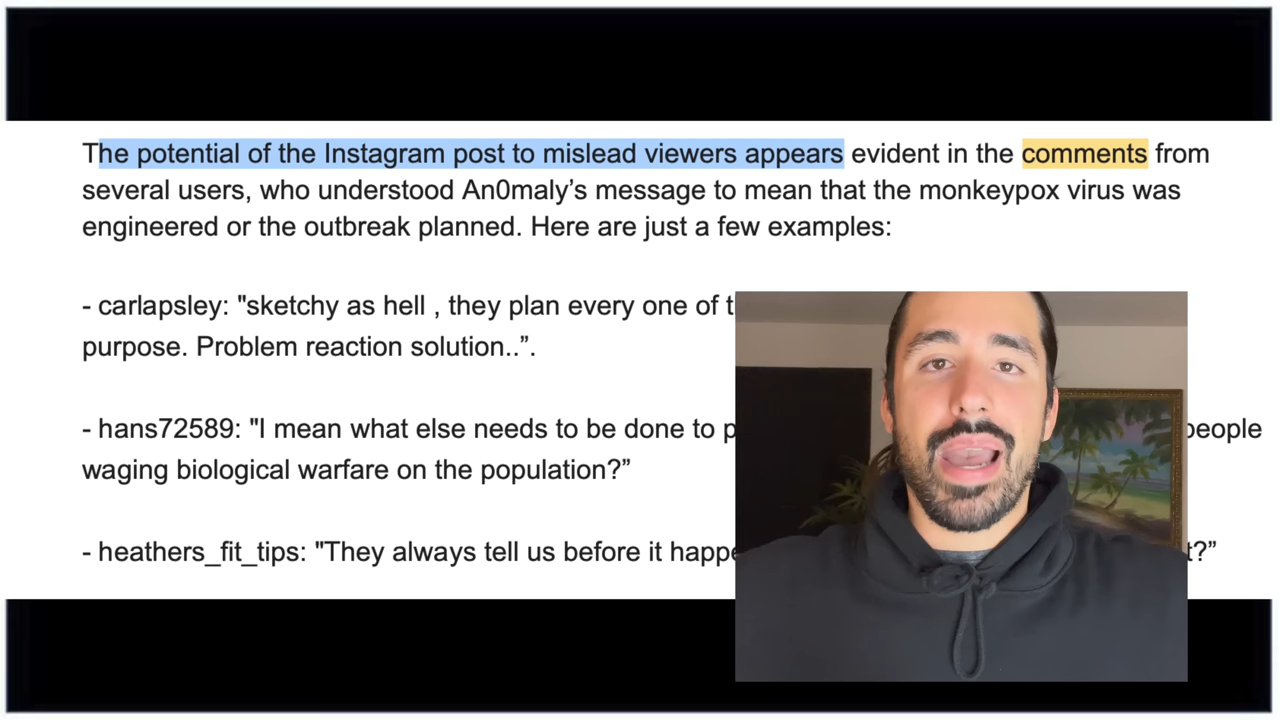 The potential of the Instagram post to mislead viewers appears evident in the comments from
several users, who understood An0maly’s message to mean that the monkeypox virus was
engineered or the outbreak planned. Here are just a few examples:
- carlapsley: "sketchy as hell , they plan every one of
purpose. Problem reaction solution..”.
- hans72589: "I mean what else needs to be done to people
waging biological warfare on the population?”
- heathers_fit_tips: "They always tell us before it